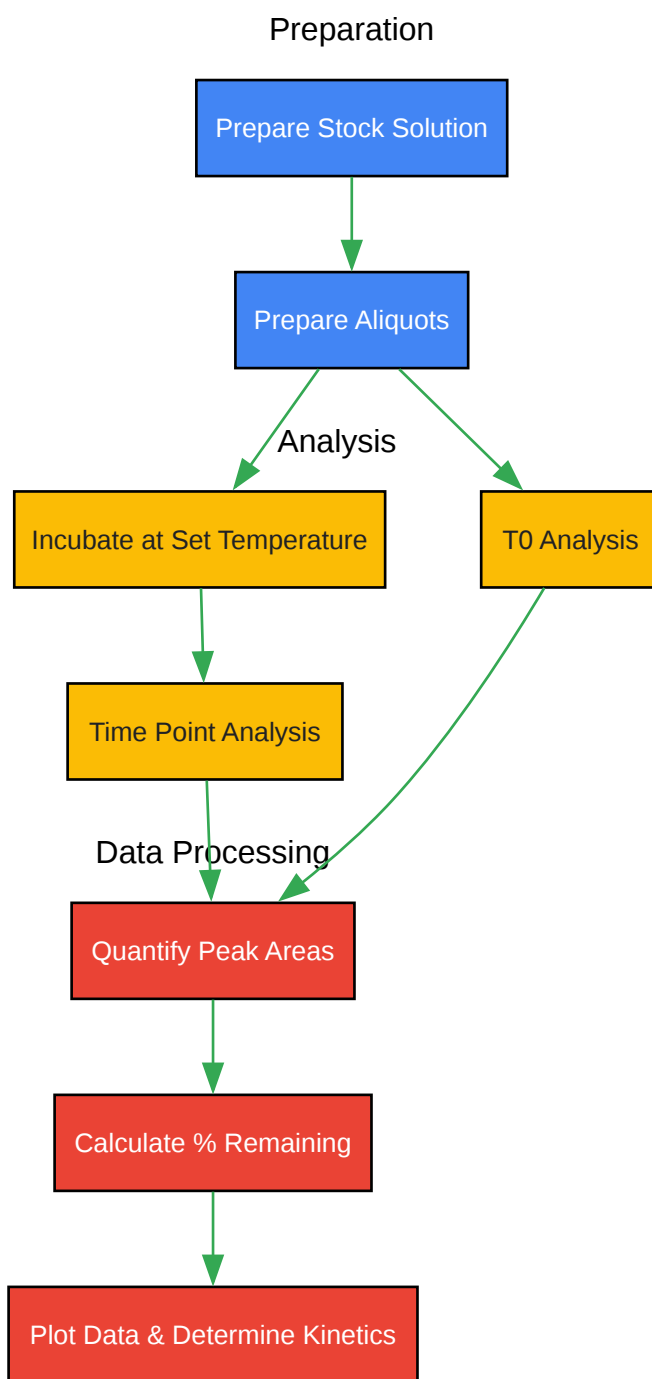 Preparation
Prepare Stock Solution
Prepare Aliquots
Analysis
Incubate at Set Temperature
T0 Analysis
Time Point Analysis
Data Processing
Quantify Peak Areas
Calculate % Remaining
Plot Data & Determine Kinetics